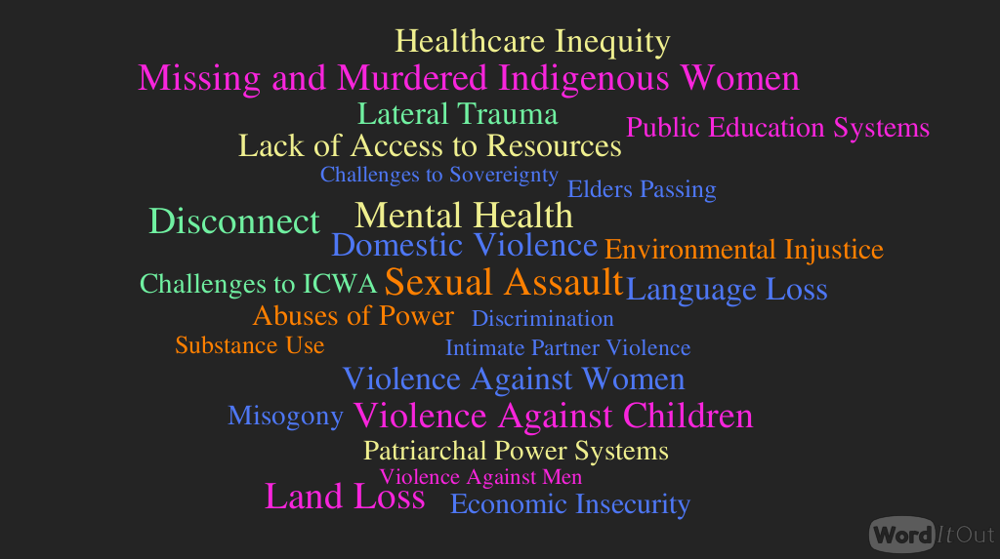 Healthcare Inequity
Missing and Murdered Indigenous Women
Lateral Trauma
Public Education Systems
Lack of Access to Resources
Challenges to Sovereignty
Elders Passing
Disconnect
Mental Health
Domestic Violence
Environmental Injustice
Challenges to ICWA
Sexual Assault
Language Loss
Abuses of Power
Discrimination
Substance Use
Intimate Partner Violence
Violence Against Women
Misogony
Violence Against Children
Patriarchal Power Systems
Violence Against Men
Land Loss
Economic Insecurity
WordItOut